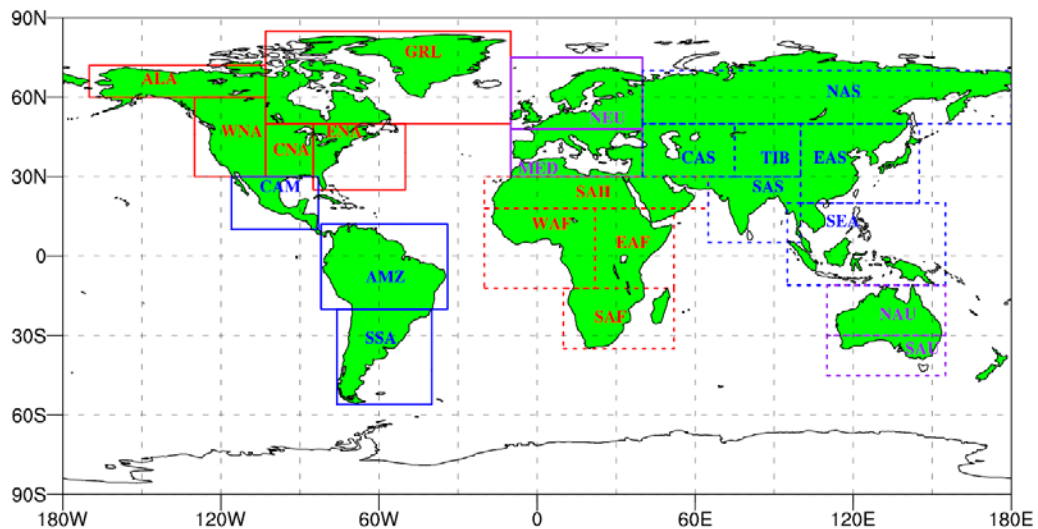 90N
GRL
ALA
NAS
60N
NEU
WNA
ENA
CNA
CAS
TIB
EAS
MED
30N
CAM
SAH
SAS
WAF
SEA
EAF
0
AMZ
NAU
SAF
30S
SSA
SAU
60S
90S
180W
120W
60W
0
60E
120E
180E